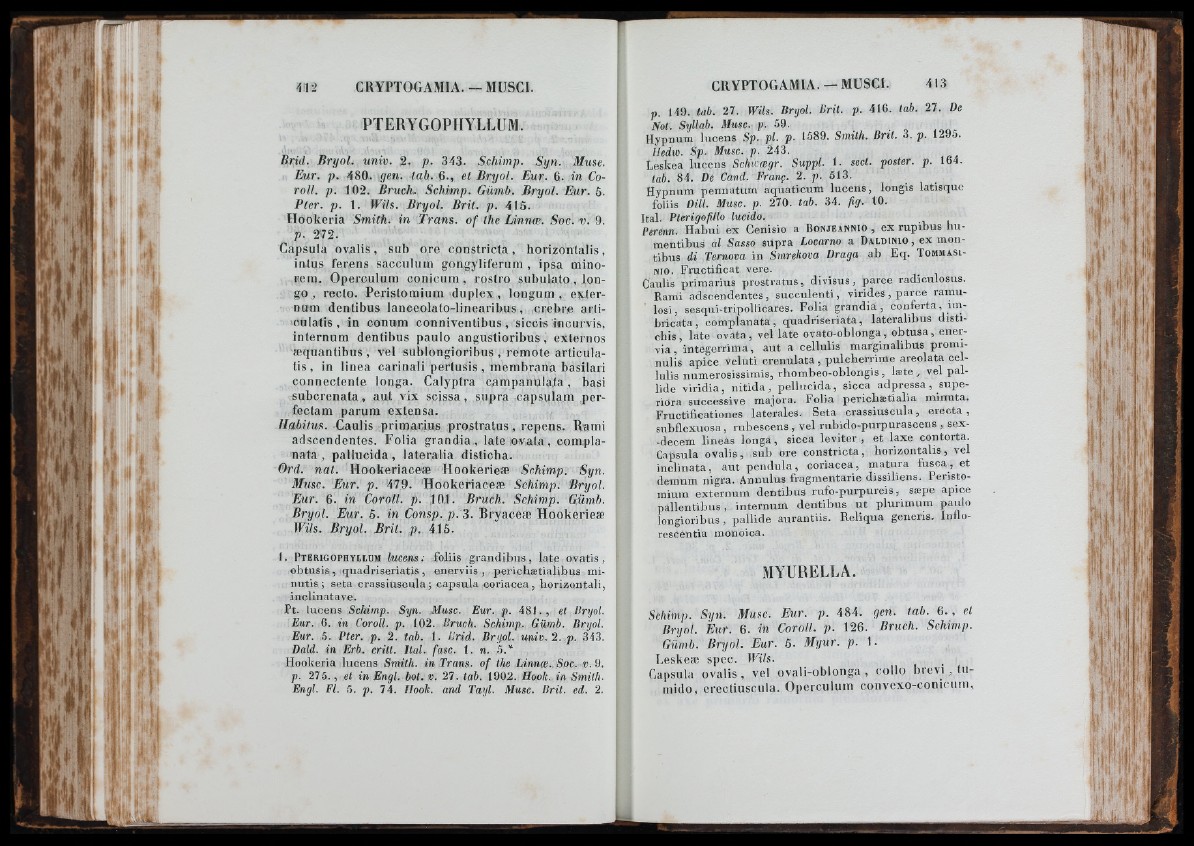 412 CRYPTOGAMIA. — MUSCI.
PTERYGOPHYLLUM.
Brid. Bryol. univ. 2. p. 343. Schimp. Syn. Musc.
Eur. p. 480. gen. tab. 6., et Bryol. Eur. 6. in Co-
roll. p. 102. Bruch. Schimp. Gümb. Bryol. Eur. 5.
Pter. p. 1. Wils. Bryol. Brit. p. 415.
Hookeria Smith. in Trans. of the Linnæ. Soc. v. 9.
p. 272.
Capsula ovalis, sub ore constricta, horizontalis,
intus ferens sacculum gongyliferum, ipsa mino-
rem. Operculum conicum, rostro subulato, lon-
go, recto. Peristomium duplex, longum, exter-
num dentibus lanceolato-linearibus, crebre arti-
culatis, in conum conniventibus, siccis incurvis,
internum dentibus paulo angustioribus, externos
æquantibus, vel sublongioribus, remote articula-
tis, in linea carinali pertusis, membrana basilari
connectente longa. Calyptra campanulata, basi
subcrenata, aut vix scissa, supra capsulam per-
fectam parum extensa.
Habitus. Caulis primarius prostratus, repens. Rami
adscendentes. Folia grandia, late ovata, compla-
nata, pallucida, lateralia disticha.
Ord. nat. Hookeriaceæ Hookerieæ Schimp. Syn.
Musc. Eur. p. 479. Hookeriaceæ Schimp. Bryol.
Eur. 6. in Coroll. p. 101. Bruch. Schimp. Gümb.
Bryol. Eur. 5. in Consp. p. 3. Bryaceæ Hookerieæ
Wils. Bryol. Brit. p. 415.
1. PTERIGOPHYLLUM lucens: foliis grandibus, late ovatis,
obtusis, quadriseriatis, enerviis, perichætialibus mi-
nutis; seta crassiuscula; capsula coriacea, horizontali,
inclinatave.
Pt. lucens Schimp. Syn. Musc. Eur. p. 481., et Bryol.
Eur. 6. in Coroll. p. 102. Bruch. Schimp. Gümb. Bryol.
Eur. 5. Pter. p. 2. tab. 1. Brid. Bryol. univ. 2. p. 343.
Dald. in Erb. critt. Ital. fasc. 1. n. 5.
Hookeria lucens Smith. in Trans. of the Linnæ. Soc. v. 9.
p. 275., et in Engl. bot. v. 27. tab. 1902. Hook. in Smith.
Engl. Fl. 5. p. 74. Hook. and Tayl. Musc. Brit. ed. 2.
CRYPTOGAMIA. — MUSCI. 413
p. 149. tab. 27. Wils. Bryol. Brit. p. 416. tab. 27. De
Not. Syllab. Musc. p. 59.
Hypnum lucens Sp. pl. p. 1589. Smith. Brit. 3. p. 1295.
Hedw. Sp. Musc. p. 243.
Leskea lucens Schwægr. Suppl. 1. sect. poster. p. 164.
tab. 84. De Cand. Franç. 2. p. 513.
Hypnum pennatum aquaticum lucens, longis latisque
foliis Dill. Musc. p. 270. tab. 34. fig. 10.
Ital. Pterigofillo lucido.
Perenn. Habui ex Cenisio a BONJEANNIO, ex rupibus hu-
mentibus al Sasso supra Locarno a DALDINIO, ex mon-
tibus di Ternova in Smrekova Draga ab Eq. TOMMASI-
NIO. Fructificat vere.
Caulis primarius prostratus, divisus, parce radiculosus.
Rami adscendentes, succulenti, virides, parce ramu-
losi, sesqui-tripollicares. Folia grandia, conferta, im-
bricata, complanata, quadriseriata, lateralibus disti-
chis, late ovata, vel late ovato-oblonga, obtusa, ener-
via, integerrima, aut a cellulis marginalibus promi-
nulis apice veluti crenulata, pulcherrime areolata cel-
lulis numerosissimis, rhombeo-oblongis, læte, vel pal-
lide viridia, nitida, pellucida, sicca adpressa, supe-
riora successive majora. Folia perichætialia minuta.
Fructificationes laterales. Seta crassiuscula, erecta,
subflexuosa, rubescens, vel rubido-purpurascens, sex-
-decem lineas longa, sicca leviter, et laxe contorta.
Capsula ovalis, sub ore constricta, horizontalis, vel
inclinata, aut pendula, coriacea, matura fusca, et
demum nigra. Annulus fragmentarie dissiliens. Peristo-
mium externum dentibus rufo-purpureis, sæpe apice
pallentibus, internum dentibus ut plurimum paulo
longioribus, pallide aurantiis. Reliqua generis. Inflo-
rescentia monoica.
MYURELLA.
Schimp. Syn. Musc. Eur. p. 484. gen. tab. 6., et
Bryol. Eur. 6. in Coroll. p. 126. Bruch. Schimp.
Gümb. Bryol. Eur. 5. Myur. p. 1.
Leskeæ spec. Wils.
Capsula ovalis, vel ovali-oblonga, collo brevi, tu-
mido, erectiuscula. Operculum convexo-conicum,